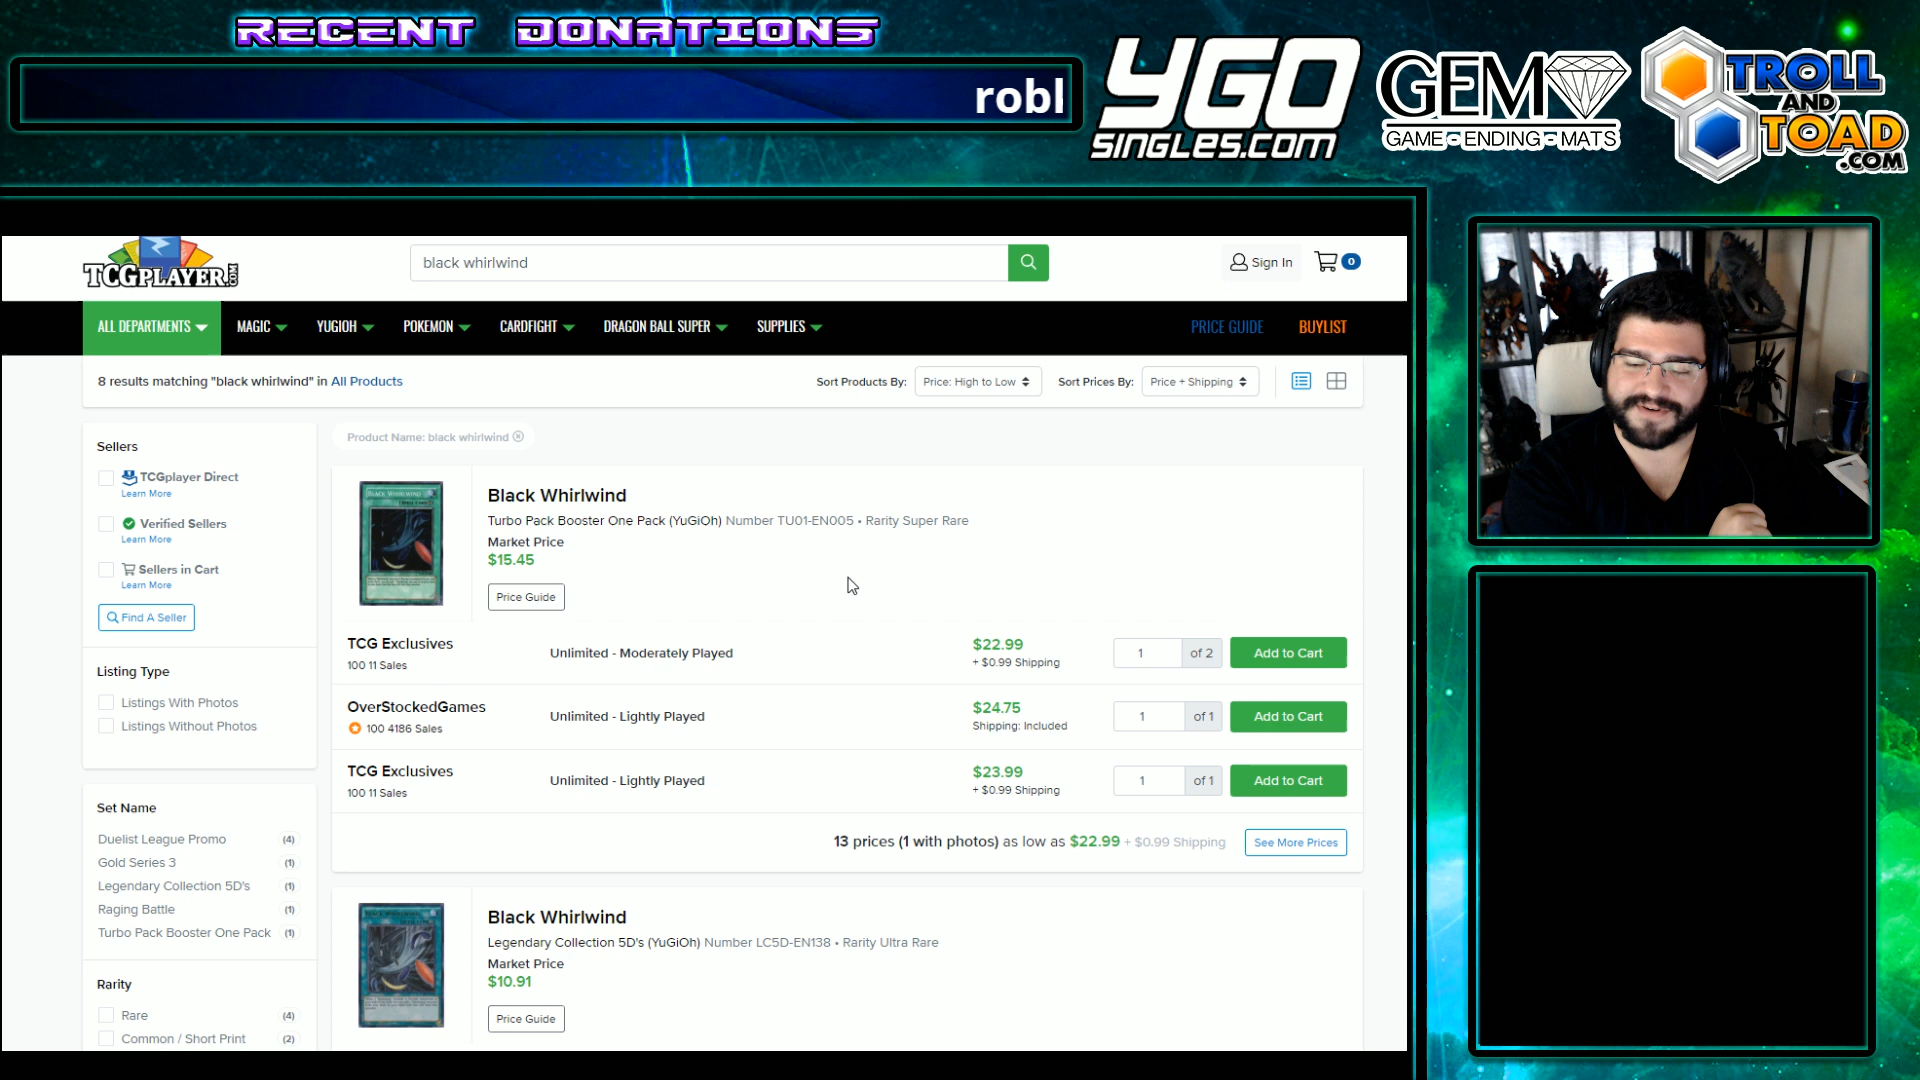 RECENT DONATIONS
robl
YGO
SINGLES.COM
GEM
GAME - ENDING - MATS
TROLL
AND
TOAD
.COM
TCGPLAYER.COM
black whirlwind
Sign In
0
ALL DEPARTMENTS
MAGIC
YUGIOH
POKEMON
CARDFIGHT
DRAGON BALL SUPER
SUPPLIES
PRICE GUIDE
BUYLIST
8 results matching "black whirlwind" in All Products
Sort Products By:
Price: High to Low
Sort Prices By:
Price + Shipping
Sellers
TCGplayer Direct
Learn More
Verified Sellers
Learn More
Sellers in Cart
Learn More
Find A Seller
Listing Type
Listings With Photos
Listings Without Photos
Set Name
Duelist League Promo (4)
Gold Series 3 (1)
Legendary Collection 5D's (1)
Raging Battle (1)
Turbo Pack Booster One Pack (1)
Rarity
Rare (4)
Common / Short Print (2)
Product Name: black whirlwind
BLACK WHIRLWIND
Black Whirlwind
Turbo Pack Booster One Pack (YuGiOh) Number TU01-EN005 • Rarity Super Rare
Market Price
$15.45
Price Guide
TCG Exclusives
100 11 Sales
Unlimited - Moderately Played
$22.99
+ $0.99 Shipping
1 of 2
Add to Cart
OverStockedGames
100 4186 Sales
Unlimited - Lightly Played
$24.75
Shipping: Included
1 of 1
Add to Cart
TCG Exclusives
100 11 Sales
Unlimited - Lightly Played
$23.99
+ $0.99 Shipping
1 of 1
Add to Cart
13 prices (1 with photos) as low as $22.99 + $0.99 Shipping
See More Prices
Black Whirlwind
Legendary Collection 5D's (YuGiOh) Number LC5D-EN138 • Rarity Ultra Rare
Market Price
$10.91
Price Guide